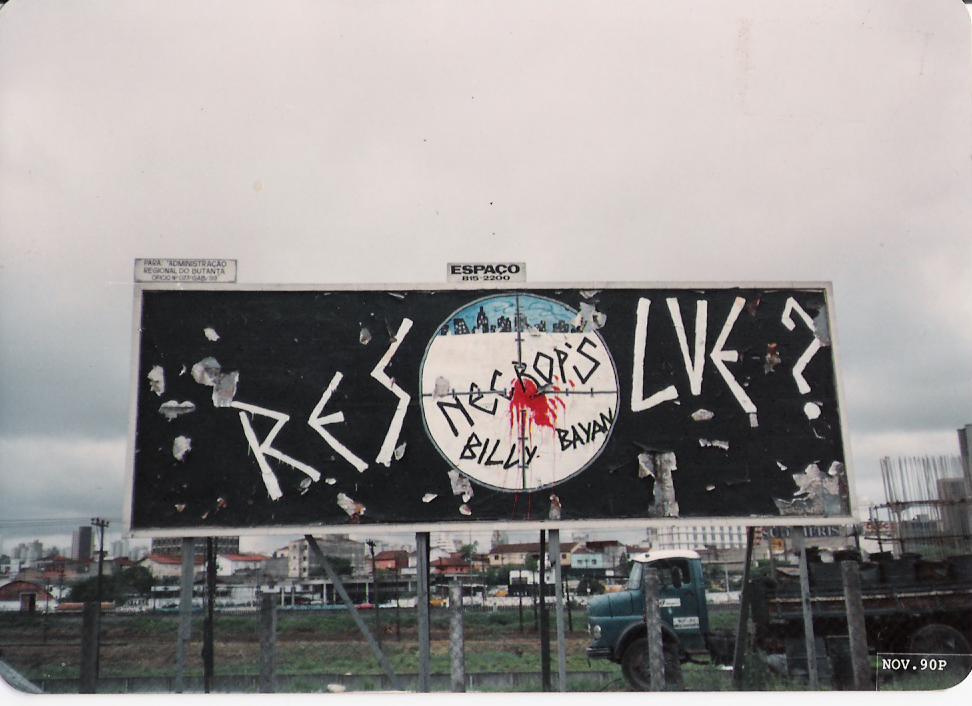 PARA: "ADMINISTRAÇÃO
REGIONAL DO BUTANTÃ
ESPAÇO
815-2200
RES LVE?
NECROP'S
BILLY BAYAN
NOV.90P